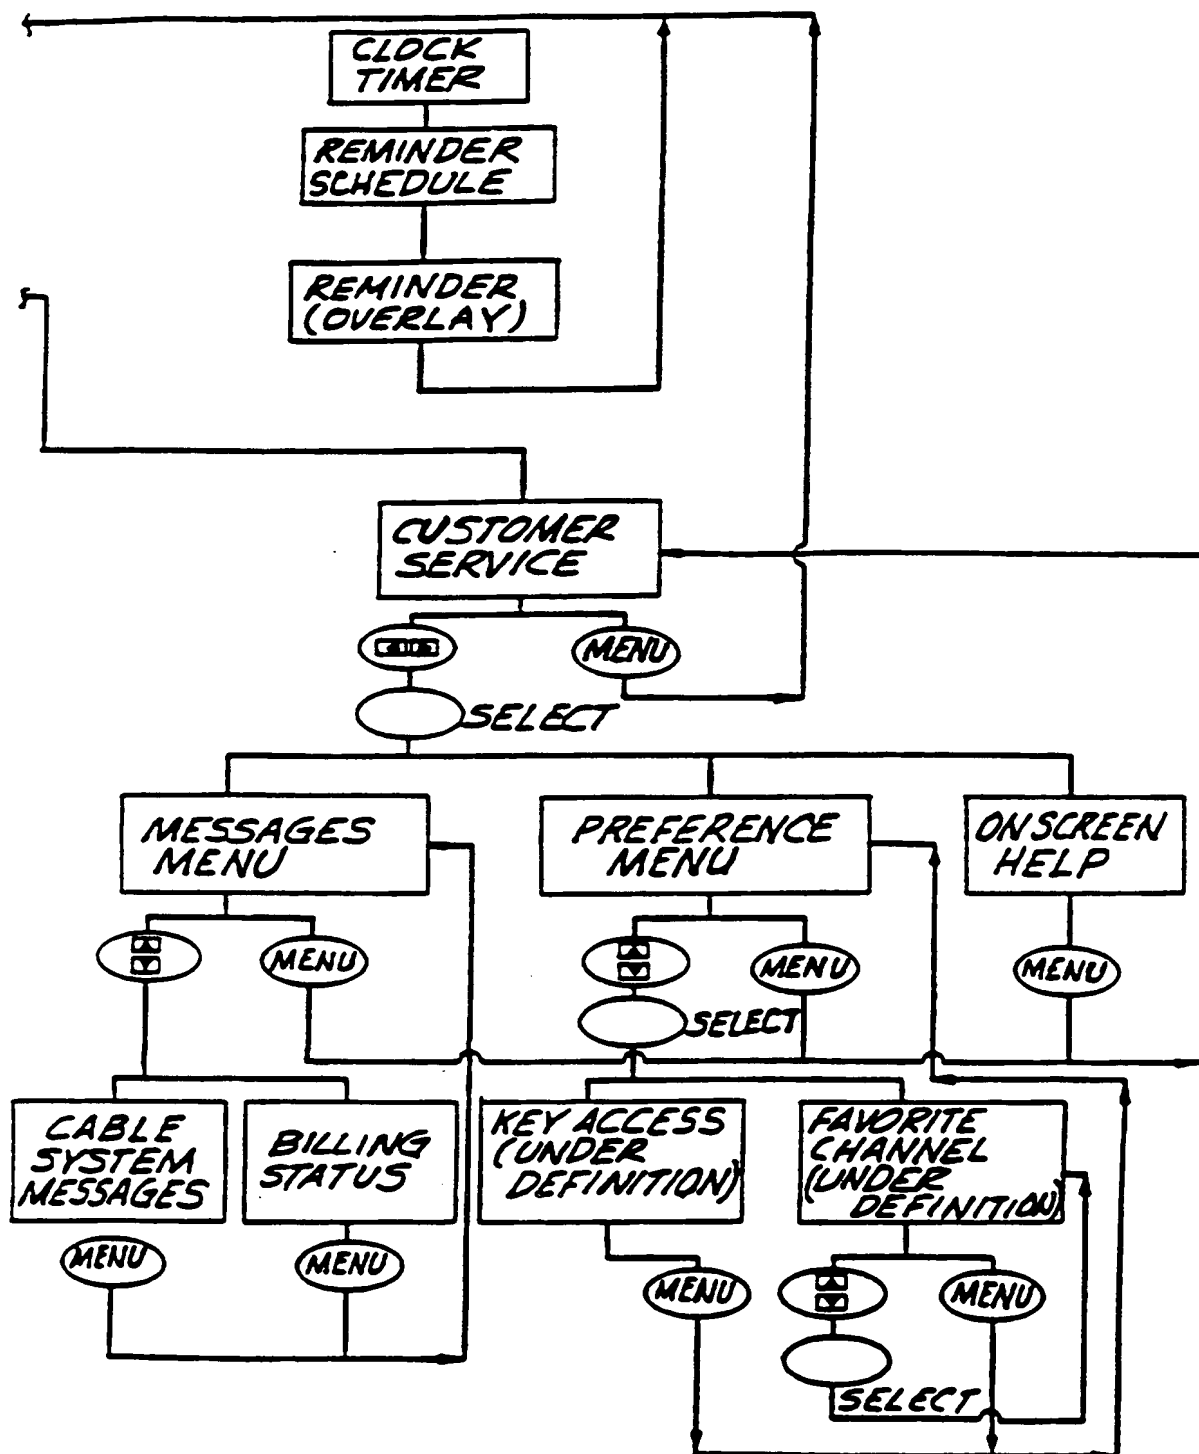 CLOCK
TIMER
REMINDER
SCHEDULE
REMINDER
(OVERLAY)
CUSTOMER
SERVICE
MENU
SELECT
MESSAGES
MENU
PREFERENCE
MENU
ON SCREEN
HELP
MENU
MENU
MENU
SELECT
CABLE
SYSTEM
MESSAGES
BILLING
STATUS
KEY ACCESS
(UNDER
DEFINITION)
FAVORITE
CHANNEL
(UNDER
DEFINITION)
MENU
MENU
MENU
MENU
SELECT